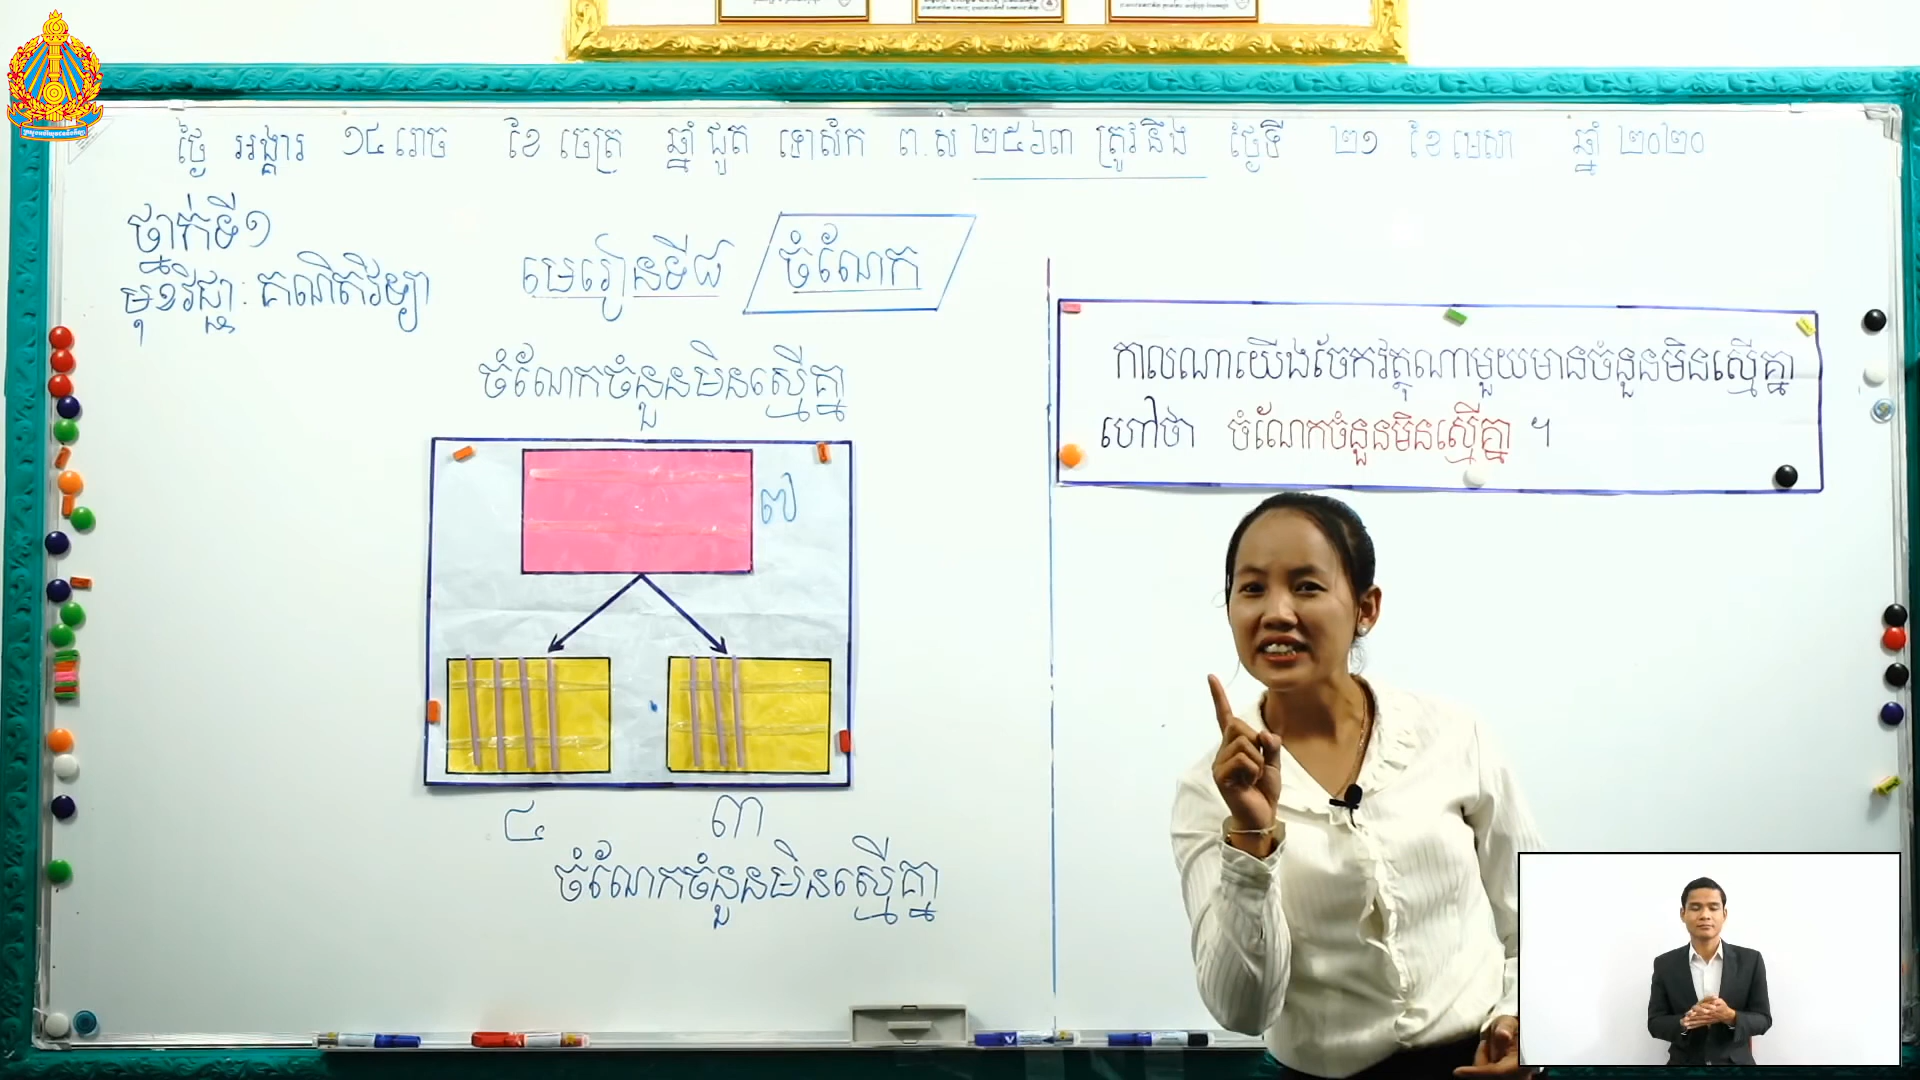 ថ្ងៃ អង្គារ ១៤ រោច ខែ ចេត្រ ឆ្នាំ ជូត ទោស័ក ព.ស ២៥៦៣ ត្រូវនឹង ថ្ងៃទី ២១ ខែ មេសា ឆ្នាំ ២០២០
ថ្នាក់ទី១
មុខវិជ្ជា: គណិតវិទ្យា
មេរៀនទី៨ ចំណែក
ចំណែកចំនួនមិនស្មើគ្នា
៧
៤ ៣
ចំណែកចំនួនមិនស្មើគ្នា
កាលណាយើងចែកវត្ថុណាមួយមានចំនួនមិនស្មើគ្នា
ហៅថា ចំណែកចំនួនមិនស្មើគ្នា ។